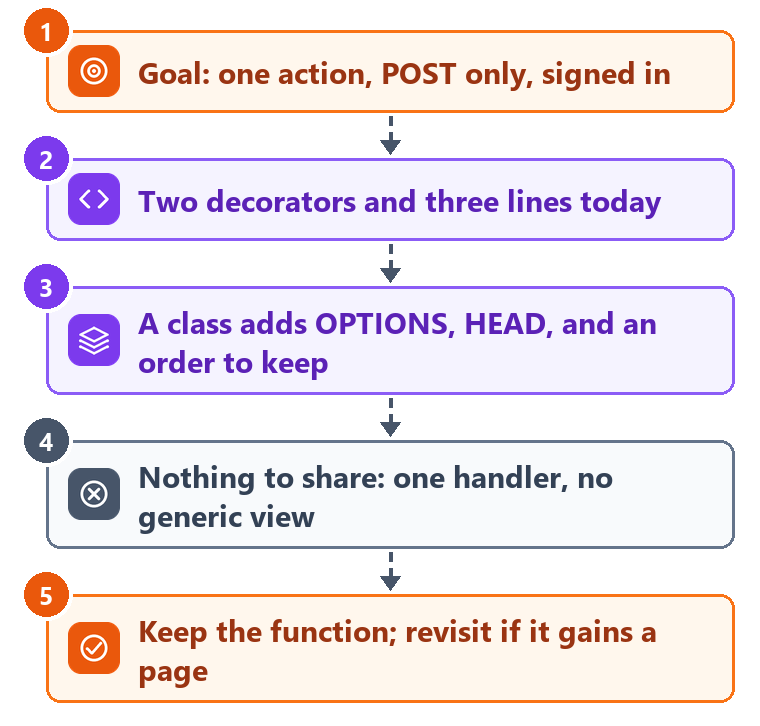 1
Goal: one action, POST only, signed in
2
Two decorators and three lines today
3
A class adds OPTIONS, HEAD, and an
order to keep
4
Nothing to share: one handler, no
generic view
5
Keep the function; revisit if it gains a
page